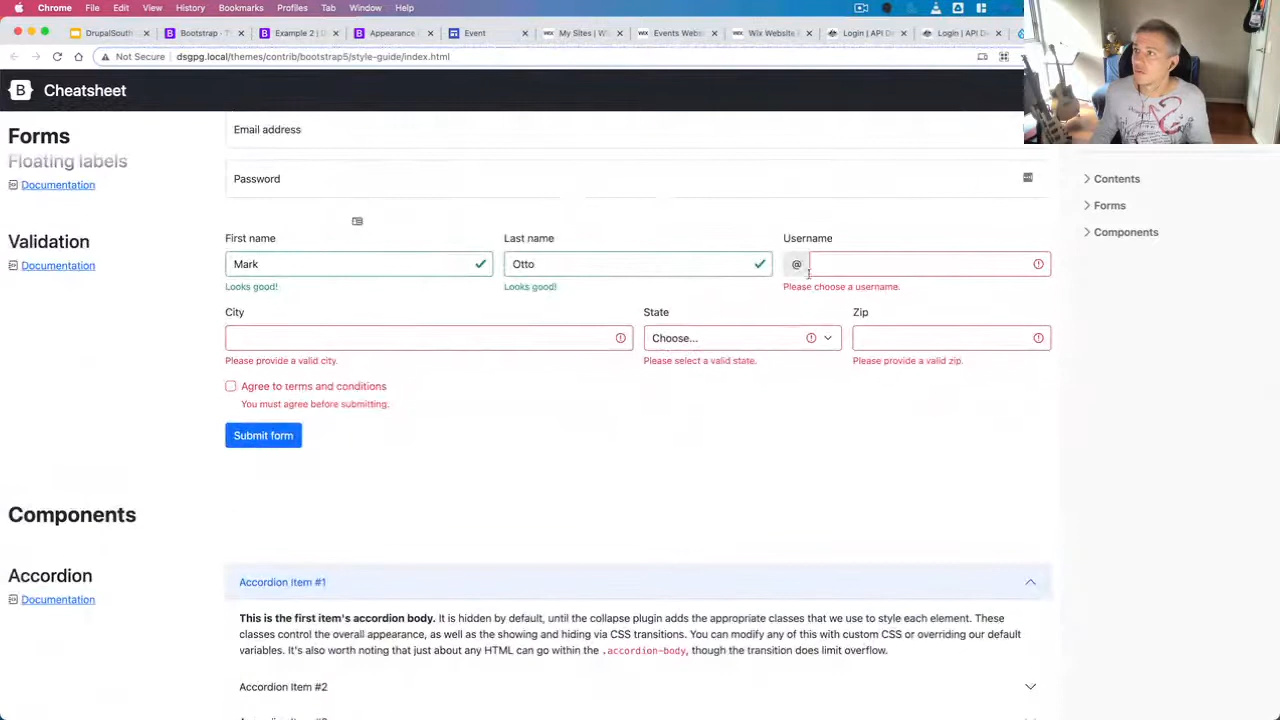 Chrome File Edit View History Bookmarks Profiles Tab Window Help
DrupalSouth Bootstrap · Example 2 | D Appearance Event My Sites | W Events Webs Wix Website Login | API D Login | API D
Not Secure dsgpg.local/themes/contrib/bootstrap5/style-guide/index.html
B Cheatsheet
Forms
Floating labels
Documentation
Email address
Password
Contents
Forms
Components
Validation
Documentation
First name Last name Username
Mark Otto @
Looks good! Looks good! Please choose a username.
City State Zip
Choose...
Please provide a valid city. Please select a valid state. Please provide a valid zip.
Agree to terms and conditions
You must agree before submitting.
Submit form
Components
Accordion
Documentation
Accordion Item #1
This is the first item's accordion body. It is hidden by default, until the collapse plugin adds the appropriate classes that we use to style each element. These
classes control the overall appearance, as well as the showing and hiding via CSS transitions. You can modify any of this with custom CSS or overriding our default
variables. It's also worth noting that just about any HTML can go within the .accordion-body, though the transition does limit overflow.
Accordion Item #2